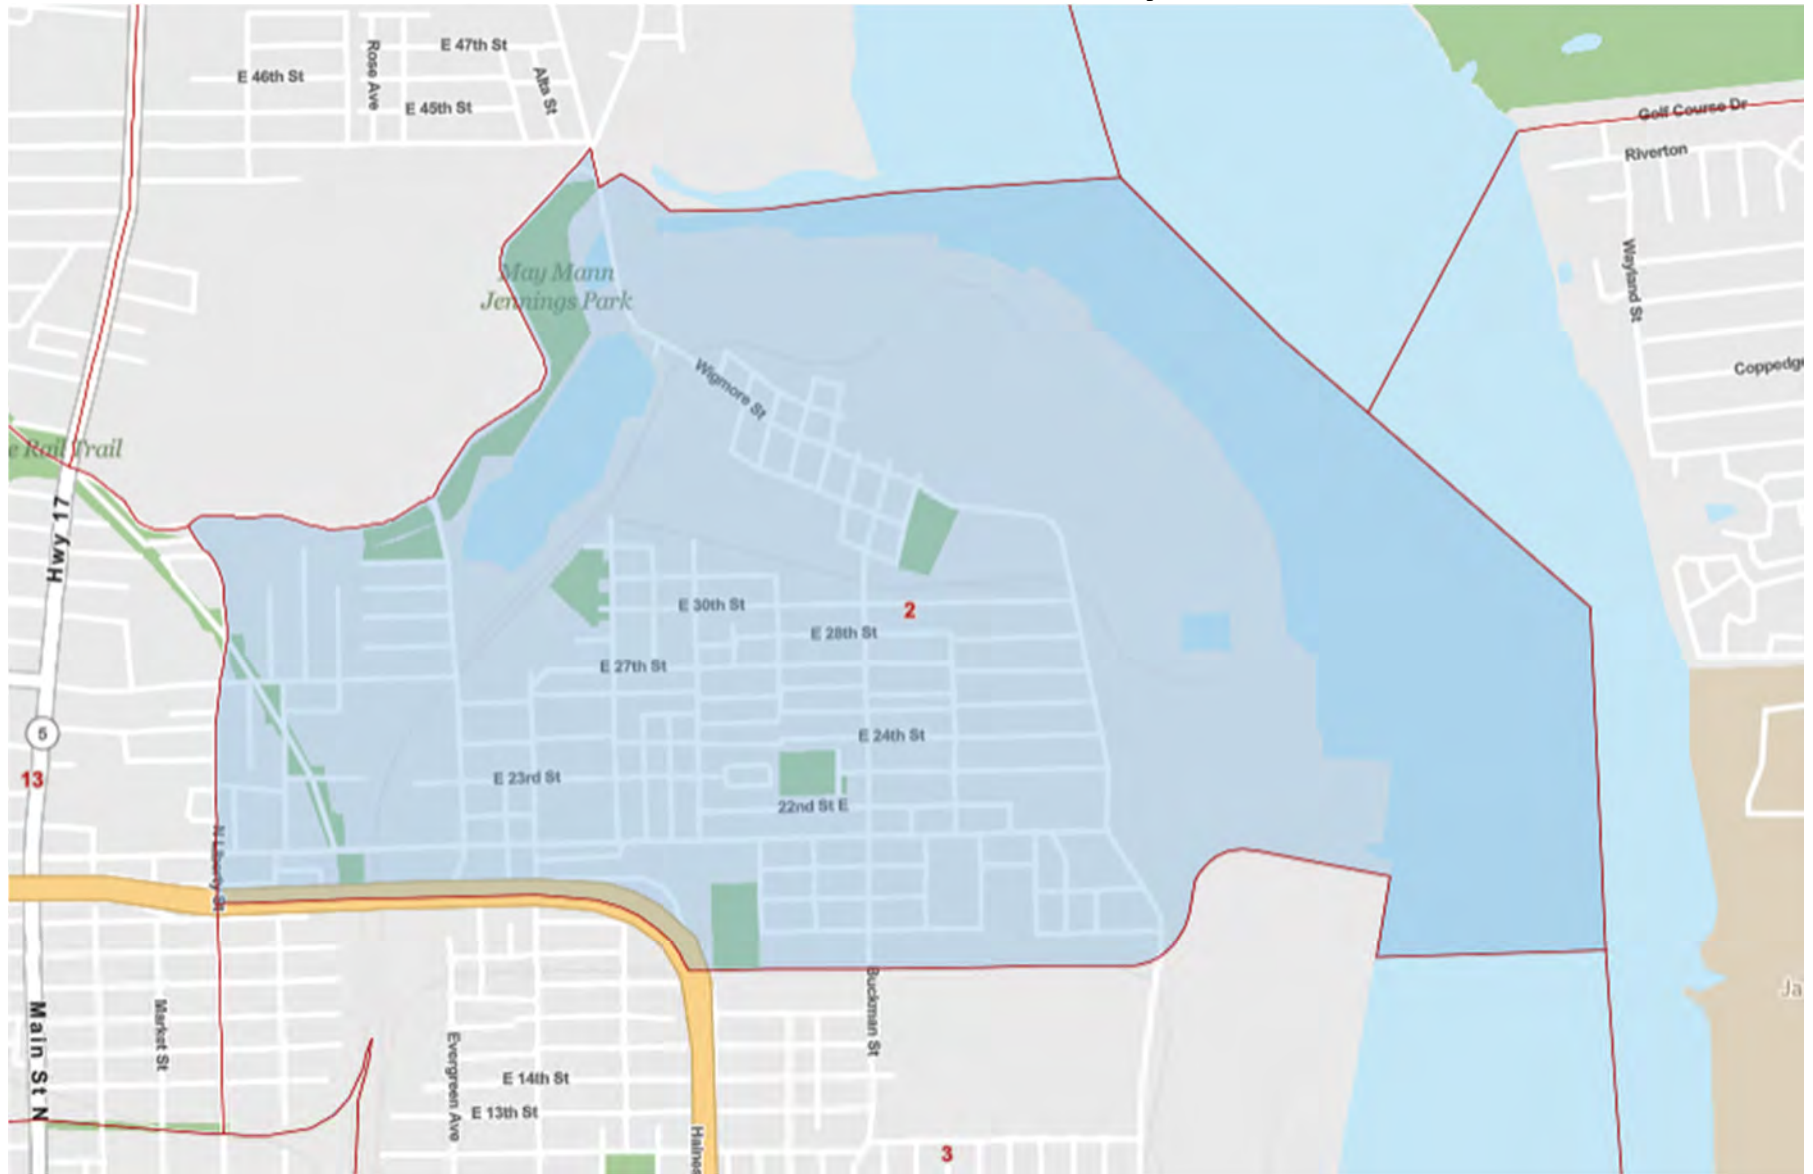 E 47th St
E 46th St
Rose Ave
Alta St
E 45th St
Golf Course Dr
Riverton
Wayland St
May Mann
Jennings Park
Wigmore St
Coppedge
e Rail Trail
Hwy 17
E 30th St
2
E 28th St
E 27th St
5
E 24th St
13
E 23rd St
22nd St E
N Liberty St
Buckman St
Ja
Main St N
Market St
Evergreen Ave
E 14th St
E 13th St
Haines
3